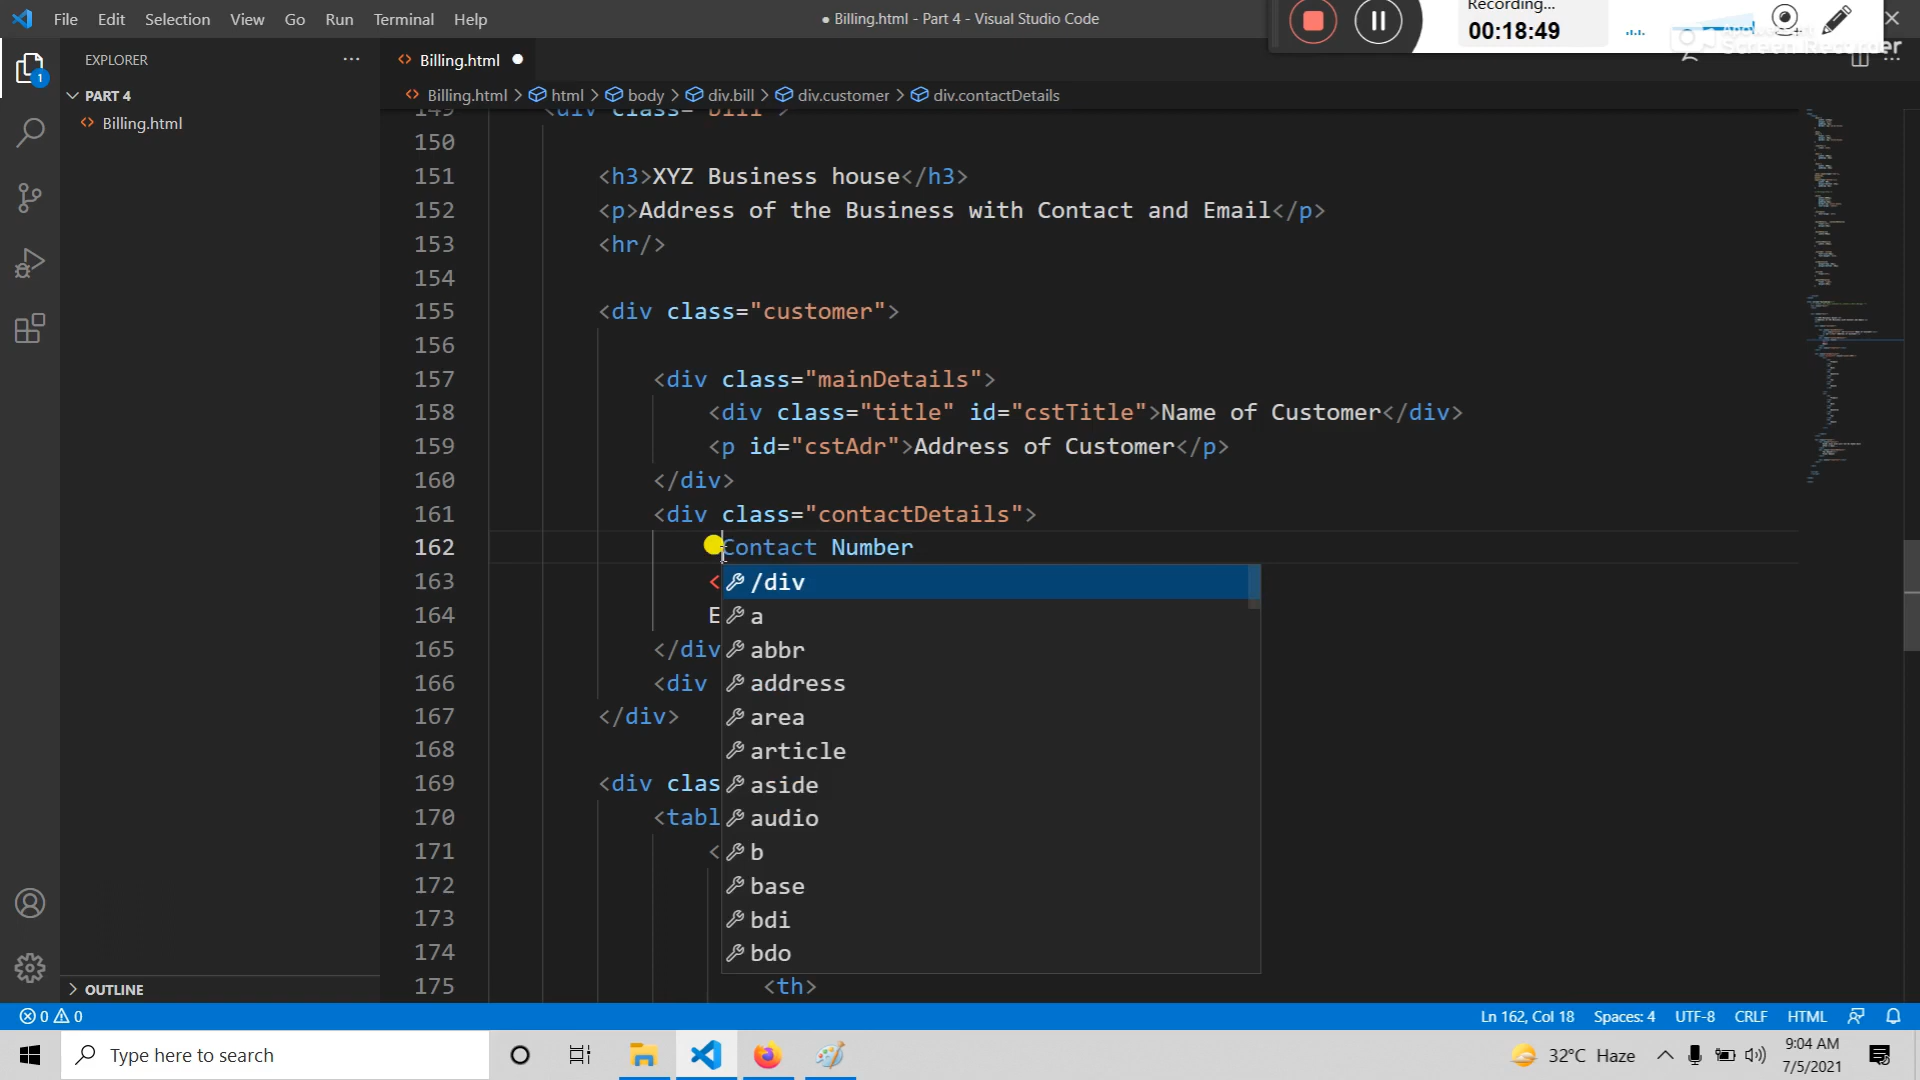 File Edit Selection View Go Run Terminal Help
● Billing.html - Part 4 - Visual Studio Code
Recording...
00:18:49
Screen Recorder
EXPLORER
PART 4
Billing.html
1
Billing.html
Billing.html > html > body > div.bill > div.customer > div.contactDetails
149 <div class="bill">
150
151 <h3>XYZ Business house</h3>
152 <p>Address of the Business with Contact and Email</p>
153 <hr/>
154
155 <div class="customer">
156
157 <div class="mainDetails">
158 <div class="title" id="cstTitle">Name of Customer</div>
159 <p id="cstAdr">Address of Customer</p>
160 </div>
161 <div class="contactDetails">
162 Contact Number
163 <
164 E
165 </div
166 <div
167 </div>
168
169 <div clas
170 <tabl
171 <
172
173
174
175 <th>
/div
a
abbr
address
area
article
aside
audio
b
base
bdi
bdo
OUTLINE
0 0
Ln 162, Col 18 Spaces: 4 UTF-8 CRLF HTML
Type here to search
32°C Haze
9:04 AM
7/5/2021